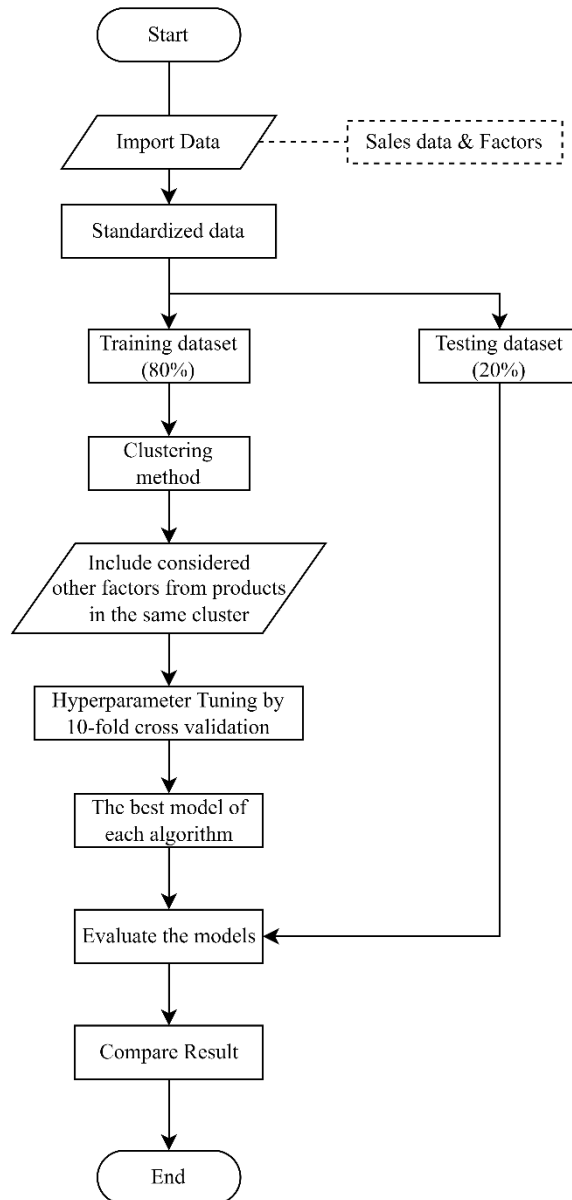 Start
Import Data
Sales data & Factors
Standardized data
Training dataset
(80%)
Testing dataset
(20%)
Clustering
method
Include considered
other factors from products
in the same cluster
Hyperparameter Tuning by
10-fold cross validation
The best model of
each algorithm
Evaluate the models
Compare Result
End